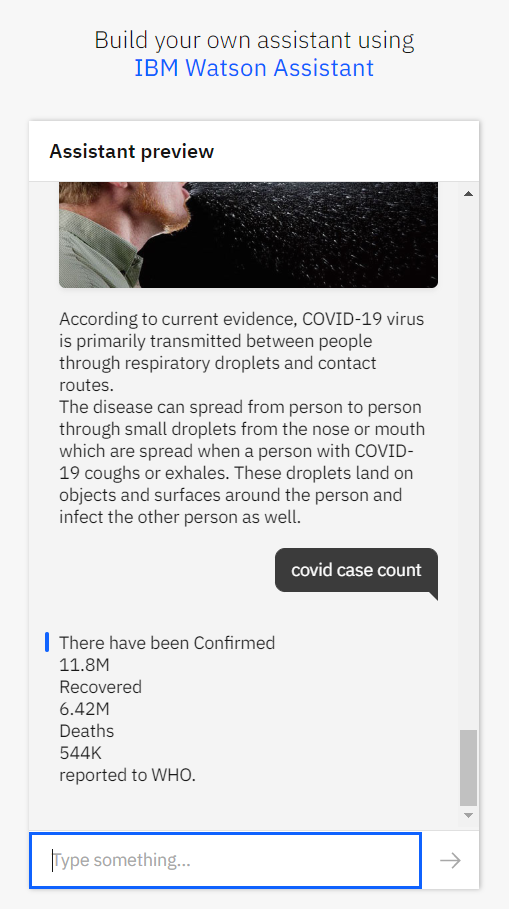 Build your own assistant using
IBM Watson Assistant
Assistant preview
According to current evidence, COVID-19 virus
is primarily transmitted between people
through respiratory droplets and contact
routes.
The disease can spread from person to person
through small droplets from the nose or mouth
which are spread when a person with COVID-
19 coughs or exhales. These droplets land on
objects and surfaces around the person and
infect the other person as well.
covid case count
There have been Confirmed
11.8M
Recovered
6.42M
Deaths
544K
reported to WHO.
Type something...